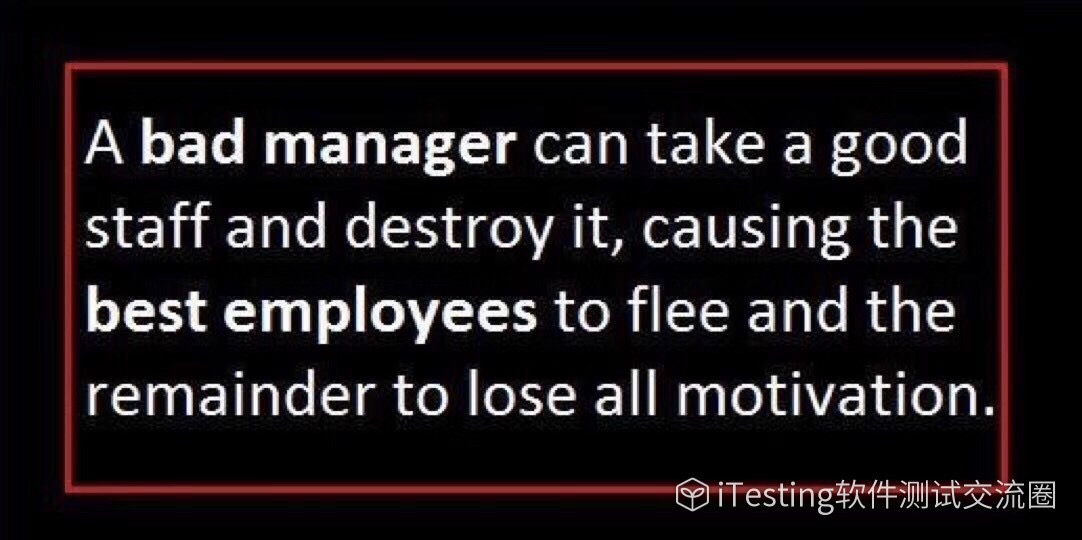 A bad manager can take a good
staff and destroy it, causing the
best employees to flee and the
remainder to lose all motivation.
iTesting软件测试交流圈